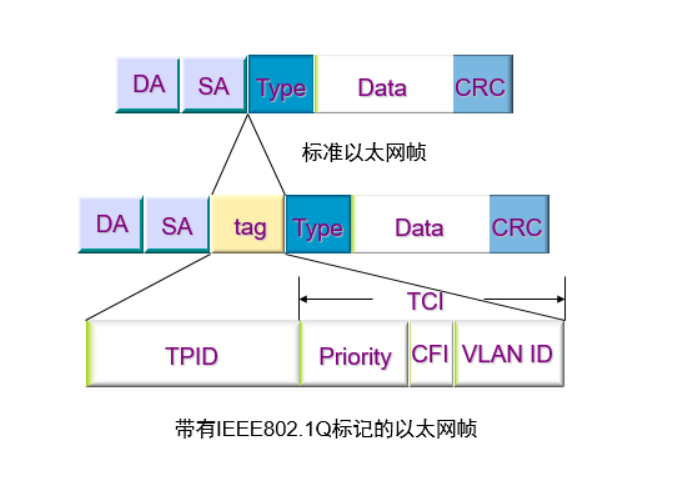 DA SA Type Data CRC
标准以太网帧
DA SA tag Type Data CRC
TCI
TPID Priority CFI VLAN ID
带有IEEE802.1Q标记的以太网帧